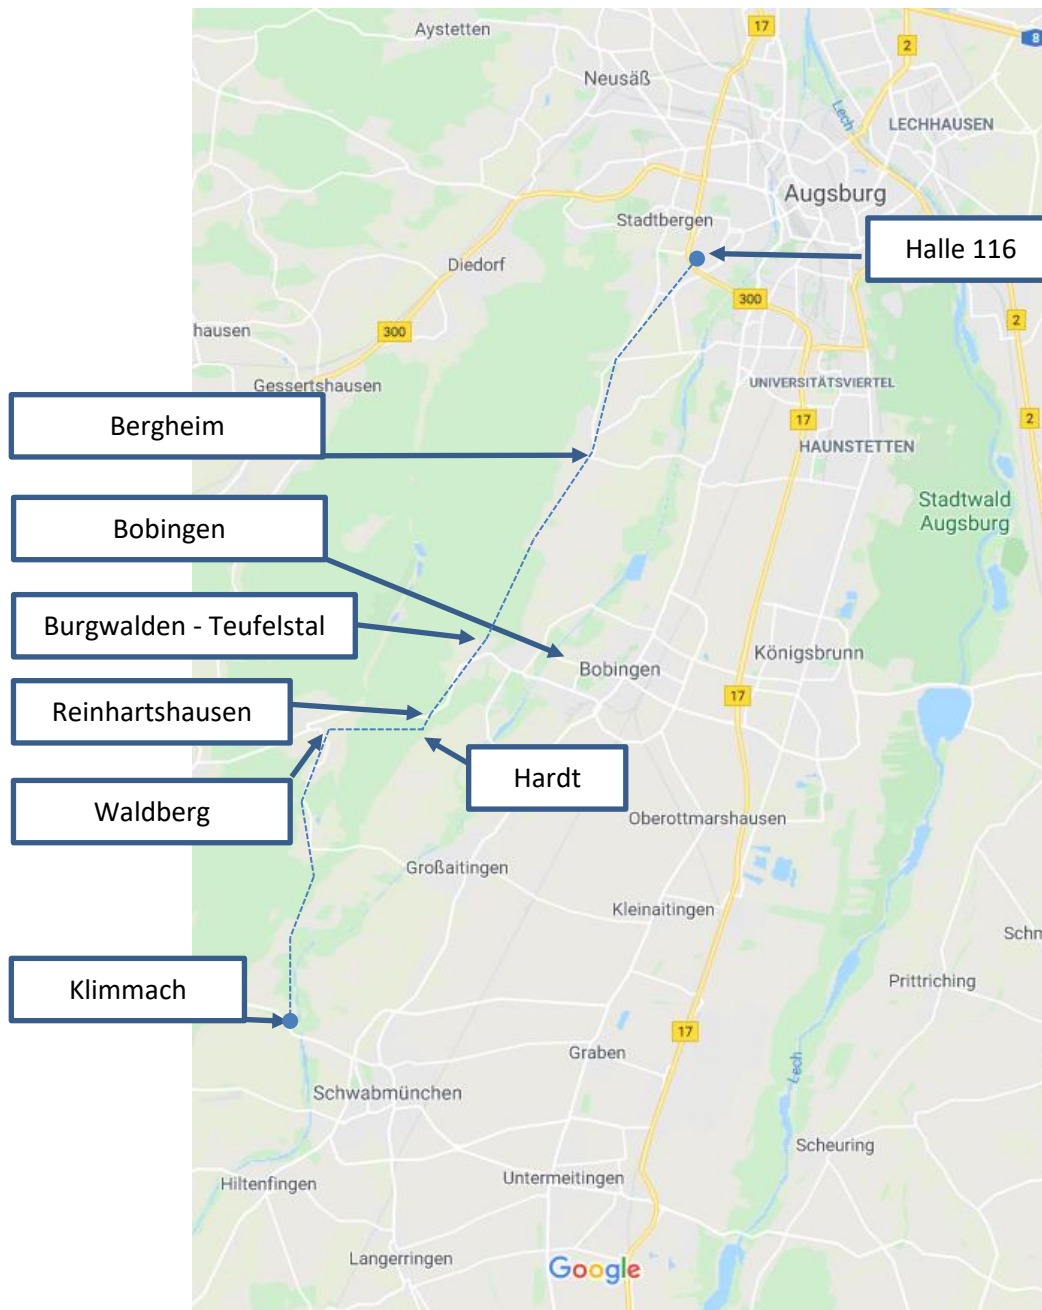 17
Aystetten
2
8
Neusäß
Lech
LECHHAUSEN
Augsburg
Stadtbergen
Halle 116
Diedorf
300
300
2
hausen
Gessertshausen
UNIVERSITÄTSVIERTEL
Bergheim
17
2
HAUNSTETTEN
Stadtwald
Augsburg
Bobingen
Burgwalden - Teufelstal
Königsbrunn
Bobingen
17
Reinhartshausen
Hardt
Waldberg
Oberottmarshausen
Großaitingen
Kleinaitingen
Schm
Klimmach
Prittriching
17
Graben
Lech
Schwabmünchen
Scheuring
Untermeitingen
Hiltenfingen
Langerringen
Google